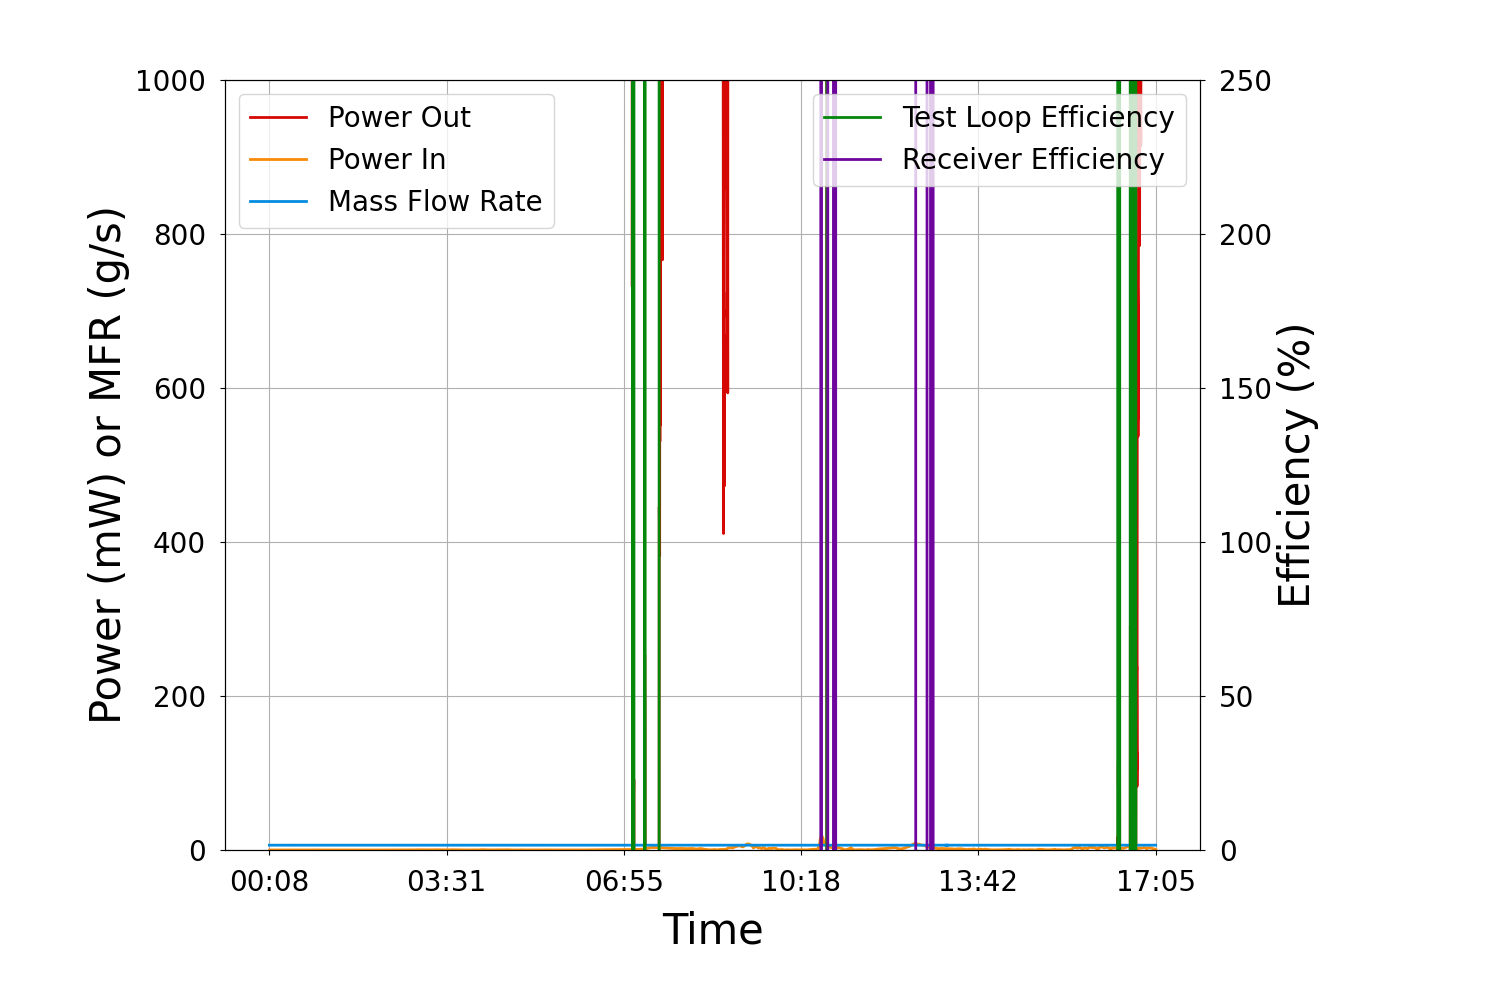 1000
800
600
400
200
0
250
200
150
100
50
0
Power Out
Power In
Mass Flow Rate
Test Loop Efficiency
Receiver Efficiency
Power (mW) or MFR (g/s)
Efficiency (%)
00:08 03:31 06:55 10:18 13:42 17:05
Time